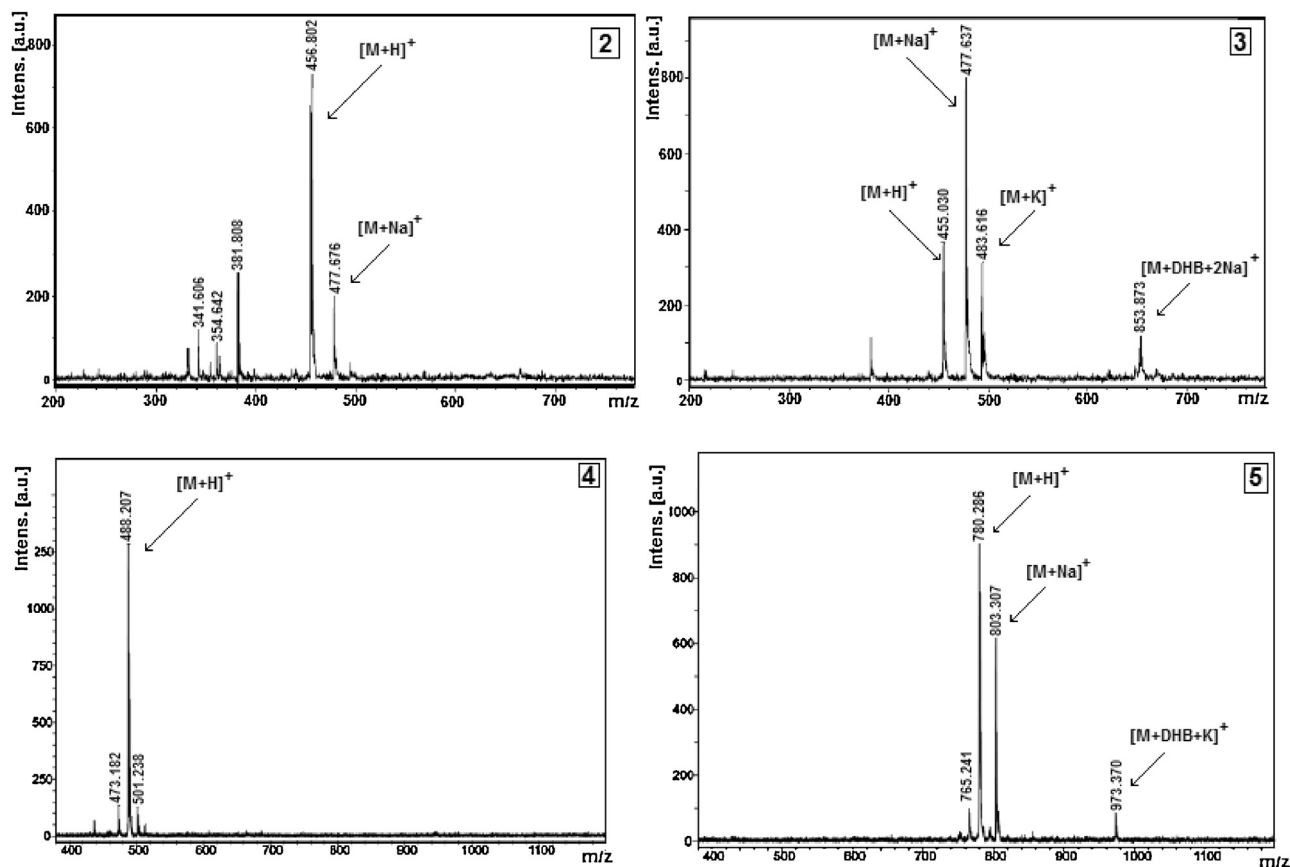 2
Intens. [a.u.]
800
600
400
200
0
456.802
[M+H]+
[M+Na]+
477.676
381.808
341.606
354.642
200 300 400 500 600 700 m/z
3
Intens. [a.u.]
800
600
400
200
0
[M+Na]+
477.637
[M+H]+
455.030
[M+K]+
483.616
[M+DHB+2Na]+
853.873
200 400 500 600 700 m/z
4
Intens. [a.u.]
250
1000
750
500
250
0
[M+H]+
488.207
473.182
501.238
400 500 600 700 800 900 1000 1100 m/z
5
Intens. [a.u.]
1000
800
600
400
200
0
[M+H]+
780.286
[M+Na]+
803.307
765.241
[M+DHB+K]+
973.370
400 500 600 700 800 900 1000 1100 m/z